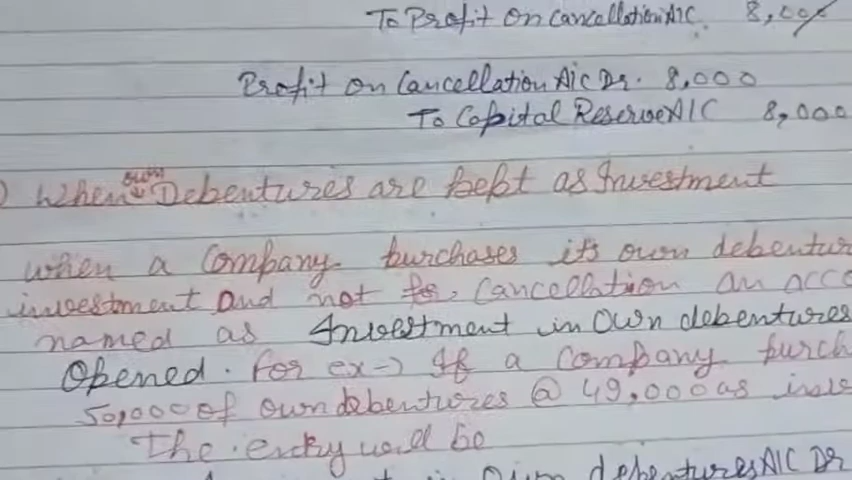 To Profit on Cancellation A/C. 8,000
Profit on Cancellation A/c Dr. 8,000
To Capital Reserve A/C 8,000
) When own Debentures are kept as Investment
when a Company purchases its own debentur
investment and not for, Cancellation an acco
named as Investment in Own debentures
Opened. For ex-> If a Company purch
50,000 of own debentures @ 49,000 as inve
The entry will be
in Own debentures A/C Dr